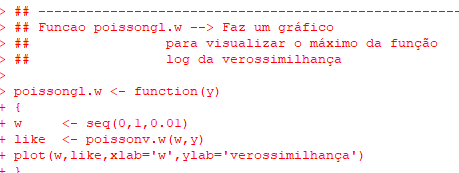 > ## -----------------------------------------------------
> ## Funcao poissongl.w --> Faz um gráfico
> ## para visualizar o máximo da função
> ## log da verossimilhança
>
> poissongl.w <- function(y)
+ {
+ w <- seq(0,1,0.01)
+ like <- poissonv.w(w,y)
+ plot(w,like,xlab='w',ylab='verossimilhança')
+ }